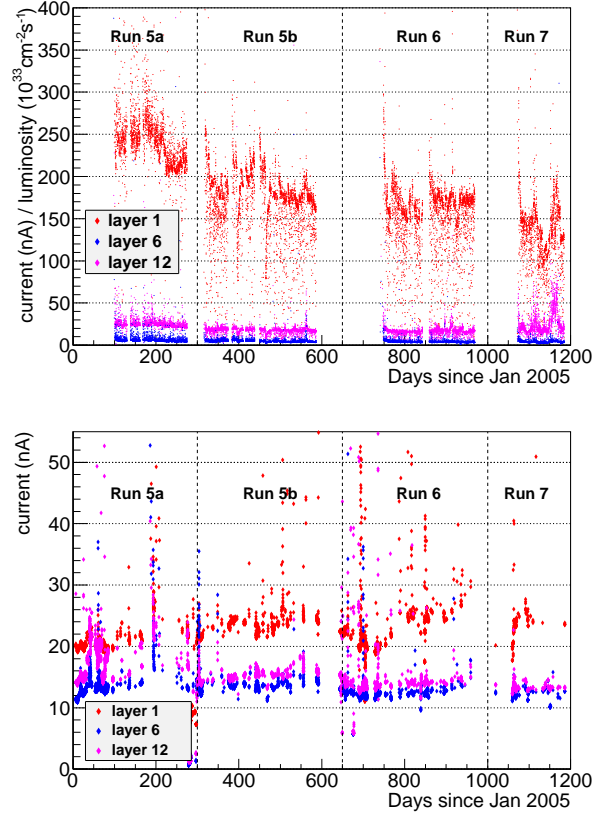 400
350
300
250
200
150
100
50
0
current (nA) / luminosity (10³³cm⁻²s⁻¹)
Run 5a Run 5b Run 6 Run 7
layer 1
layer 6
layer 12
0 200 400 600 800 1000 1200
Days since Jan 2005
50
40
30
20
10
0
current (nA)
Run 5a Run 5b Run 6 Run 7
layer 1
layer 6
layer 12
0 200 400 600 800 1000 1200
Days since Jan 2005